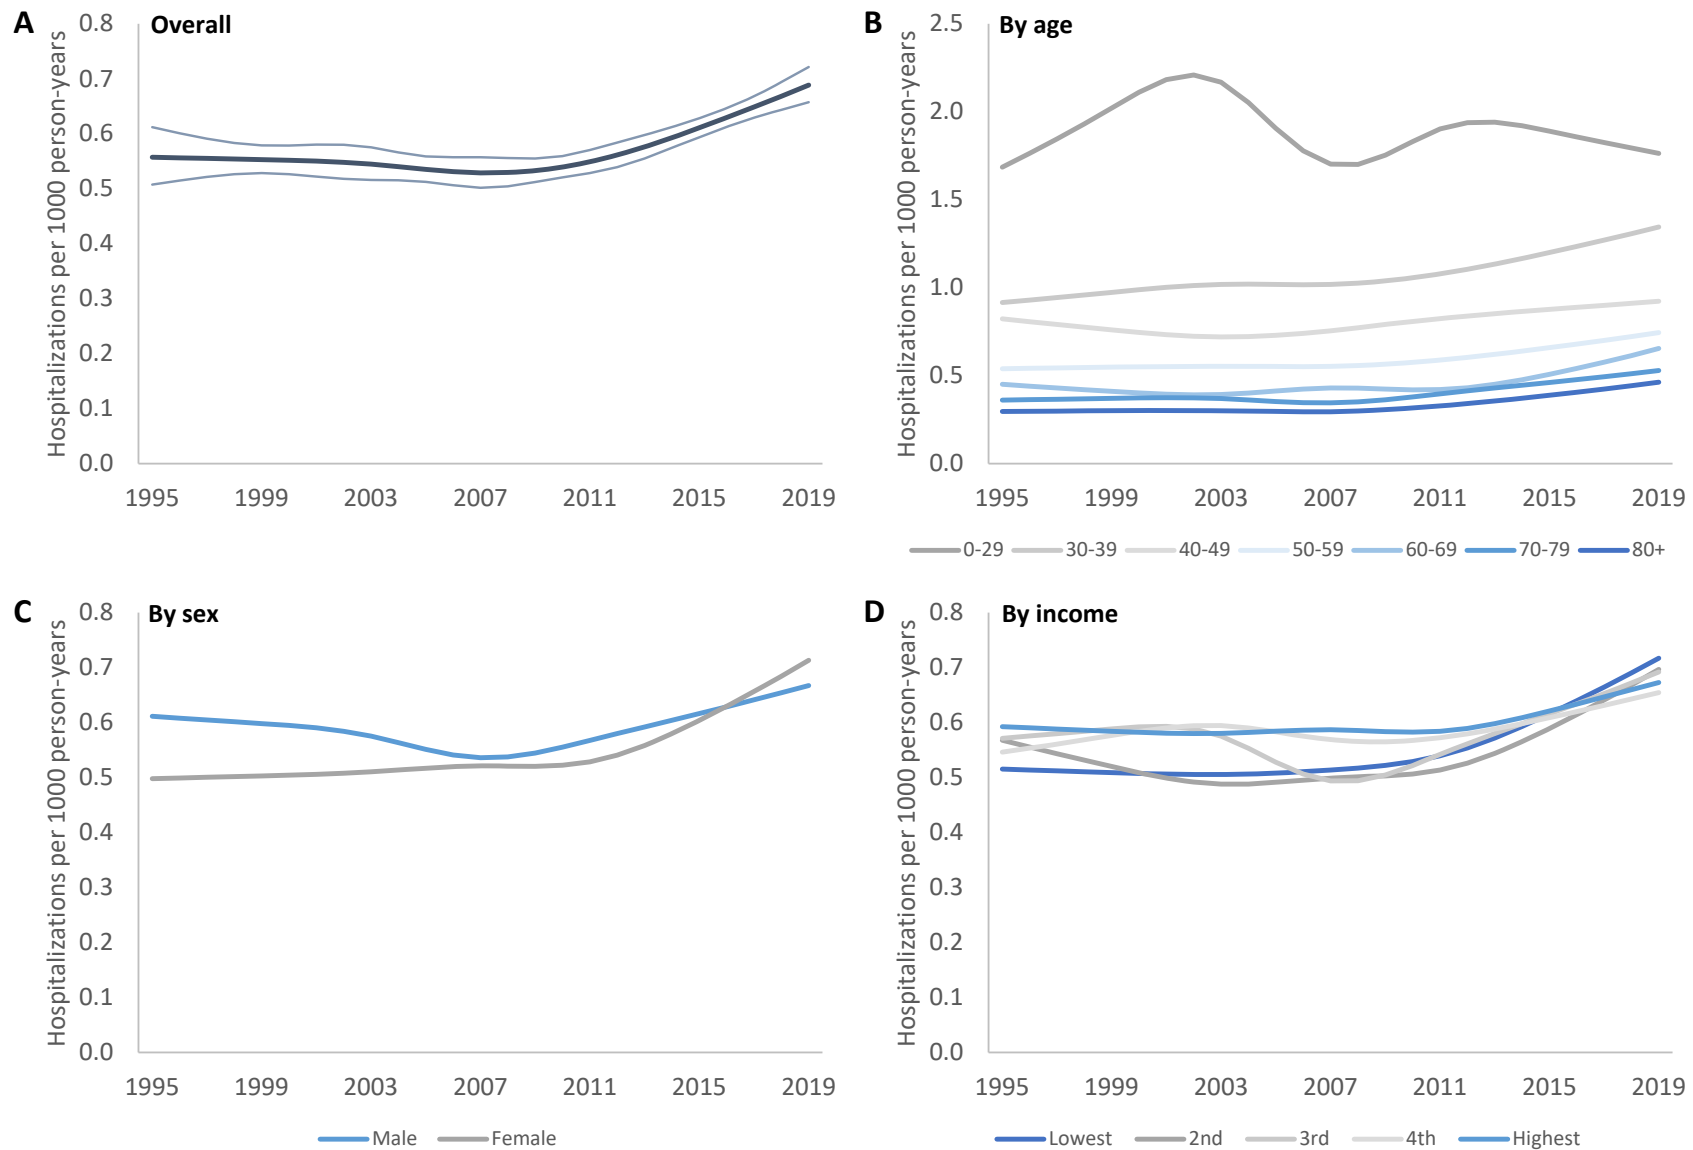 A
Overall
Hospitalizations per 1000 person-years
0.8
0.7
0.6
0.5
0.4
0.3
0.2
0.1
0.0
1995 1999 2003 2007 2011 2015 2019
B
By age
Hospitalizations per 1000 person-years
2.5
2.0
1.5
1.0
0.5
0.0
1995 1999 2003 2007 2011 2015 2019
0-29 30-39 40-49 50-59 60-69 70-79 80+
C
By sex
Hospitalizations per 1000 person-years
0.8
0.7
0.6
0.5
0.4
0.3
0.2
0.1
0.0
1995 1999 2003 2007 2011 2015 2019
Male Female
D
By income
Hospitalizations per 1000 person-years
0.8
0.7
0.6
0.5
0.4
0.3
0.2
0.1
0.0
1995 1999 2003 2007 2011 2015 2019
Lowest 2nd 3rd 4th Highest